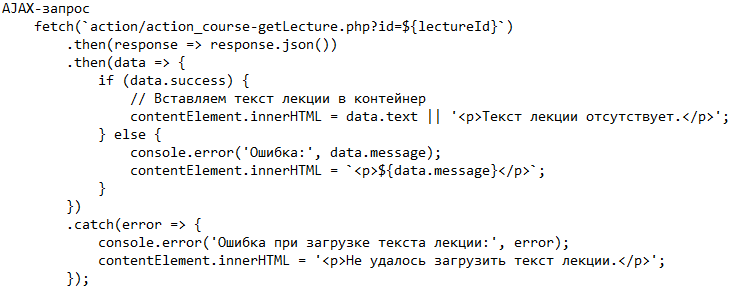 AJAX-запрос
    fetch(`action/action_course-getLecture.php?id=${lectureId}`)
        .then(response => response.json())
        .then(data => {
            if (data.success) {
                // Вставляем текст лекции в контейнер
                contentElement.innerHTML = data.text || '<p>Текст лекции отсутствует.</p>';
            } else {
                console.error('Ошибка:', data.message);
                contentElement.innerHTML = `<p>${data.message}</p>`;
            }
        })
        .catch(error => {
            console.error('Ошибка при загрузке текста лекции:', error);
            contentElement.innerHTML = '<p>Не удалось загрузить текст лекции.</p>';
        });